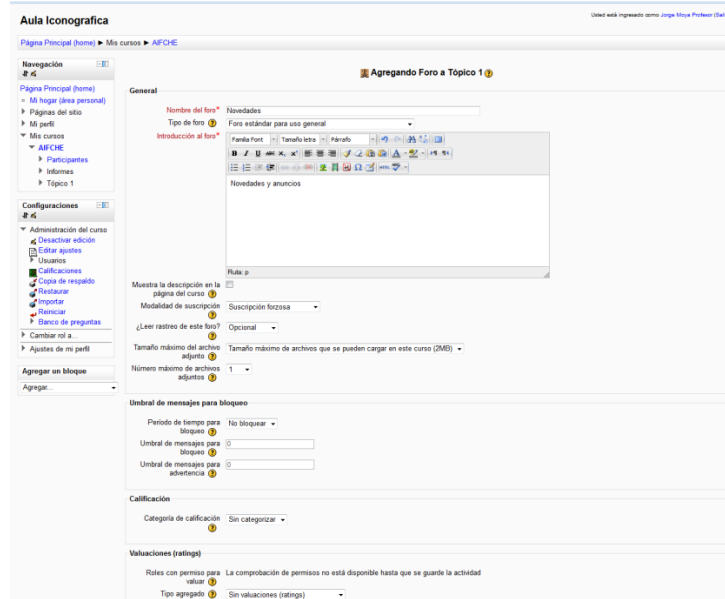 Aula Iconografica
Usted está ingresado como Jorge Moya Profesor (Sali
Página Principal (home) ► Mis cursos ► AIFCHE
Navegación
Página Principal (home)
Mi hogar (área personal)
Páginas del sitio
Mi perfil
Mis cursos
AIFCHE
Participantes
Informes
Tópico 1
Configuraciones
Administración del curso
Desactivar edición
Editar ajustes
Usuarios
Calificaciones
Copia de respaldo
Restaurar
Importar
Reiniciar
Banco de preguntas
Cambiar rol a...
Ajustes de mi perfil
Agregar un bloque
Agregar...
Agregando Foro a Tópico 1
General
Nombre del foro* Novedades
Tipo de foro Foro estándar para uso general
Introducción al foro*
Familia Font Tamaño letra Párrafo
B I U ABC
HTML
Novedades y anuncios
Ruta: p
Muestra la descripción en la
página del curso
Modalidad de suscripción Suscripción forzosa
¿Leer rastreo de este foro? Opcional
Tamaño máximo del archivo
adjunto Tamaño máximo de archivos que se pueden cargar en este curso (2MB)
Número máximo de archivos
adjuntos 1
Umbral de mensajes para bloqueo
Periodo de tiempo para
bloqueo No bloquear
Umbral de mensajes para
bloqueo 0
Umbral de mensajes para
advertencia 0
Calificación
Categoría de calificación Sin categorizar
Valuaciones (ratings)
Roles con permiso para
valuar La comprobación de permisos no está disponible hasta que se guarde la actividad
Tipo agregado Sin valuaciones (ratings)